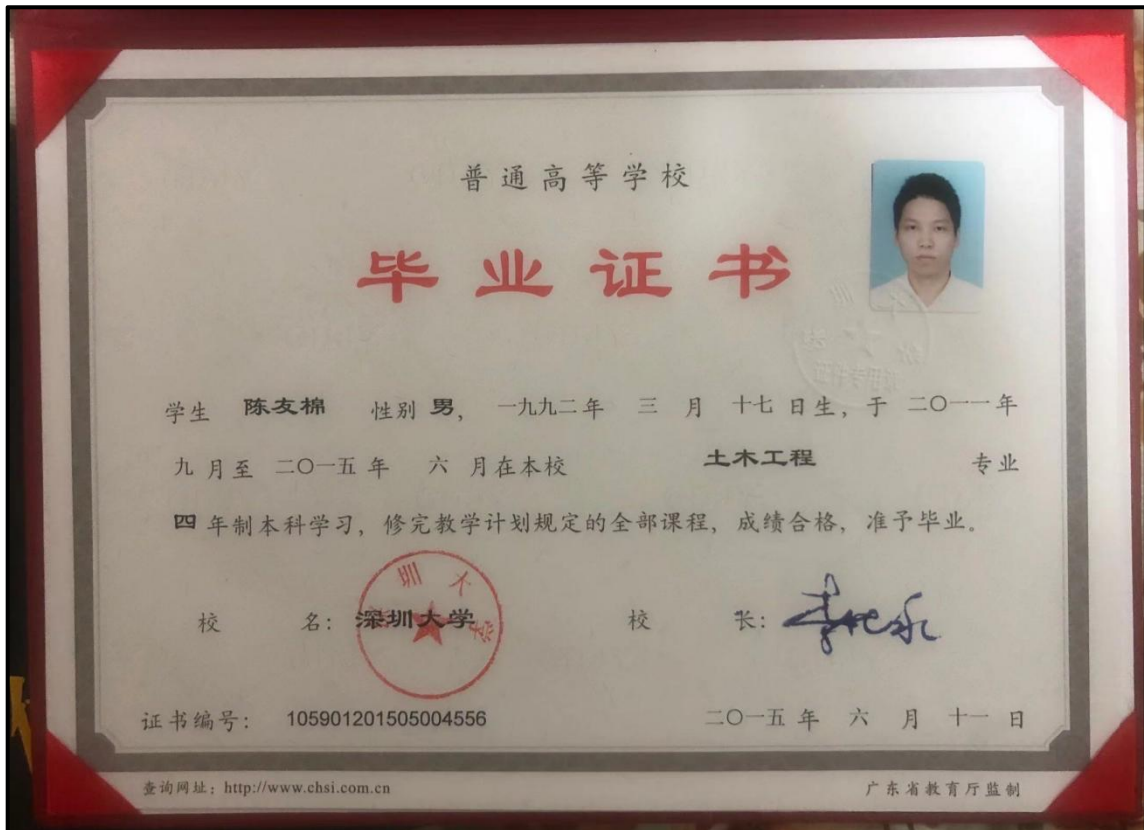 普通高等学校
毕业证书
学生 陈友棉 性别 男， 一九九二年 三 月 十七 日生，于 二〇一一 年
九 月至 二〇一五 年 六 月在本校 土木工程 专业
四 年制本科学习，修完教学计划规定的全部课程，成绩合格，准予毕业。
校 名：深圳大学 校 长：
证书编号： 105901201505004556 二〇一五 年 六 月 十一 日
查询网址：http://www.chsi.com.cn 广东省教育厅监制